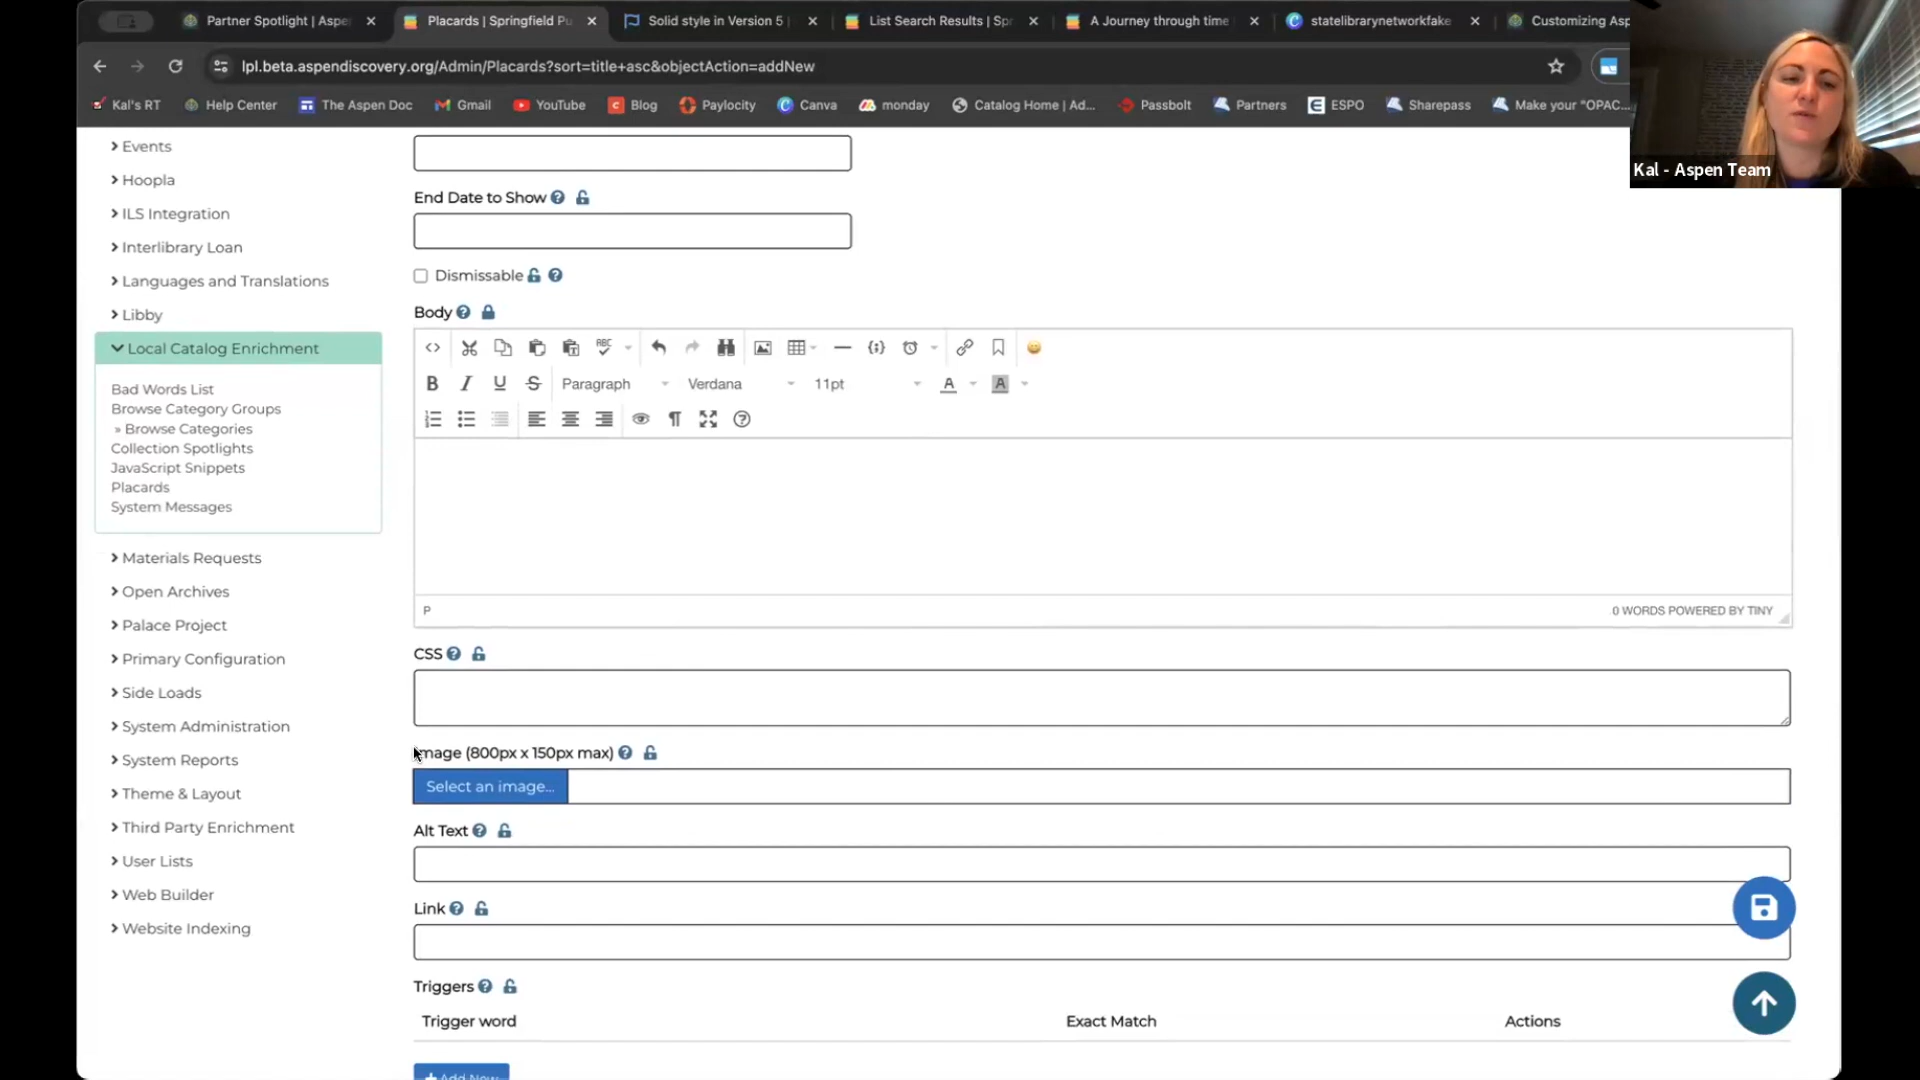 Partner Spotlight | Aspe
Placards | Springfield Pu
Solid style in Version 5
List Search Results | Spr
A Journey through time
statelibrarynetworkfake
Customizing Asp
lpl.beta.aspendiscovery.org/Admin/Placards?sort=title+asc&objectAction=addNew
Kal's RT
Help Center
The Aspen Doc
Gmail
YouTube
Blog
Paylocity
Canva
monday
Catalog Home | Ad...
Passbolt
Partners
ESPO
Sharepass
Make your "OPAC...
Kal - Aspen Team
Events
Hoopla
ILS Integration
Interlibrary Loan
Languages and Translations
Libby
Local Catalog Enrichment
Bad Words List
Browse Category Groups
» Browse Categories
Collection Spotlights
JavaScript Snippets
Placards
System Messages
Materials Requests
Open Archives
Palace Project
Primary Configuration
Side Loads
System Administration
System Reports
Theme & Layout
Third Party Enrichment
User Lists
Web Builder
Website Indexing
End Date to Show
Dismissable
Body
Paragraph
Verdana
11pt
P
0 WORDS POWERED BY TINY
CSS
Image (800px x 150px max)
Select an image...
Alt Text
Link
Triggers
Trigger word
Exact Match
Actions
+ Add New